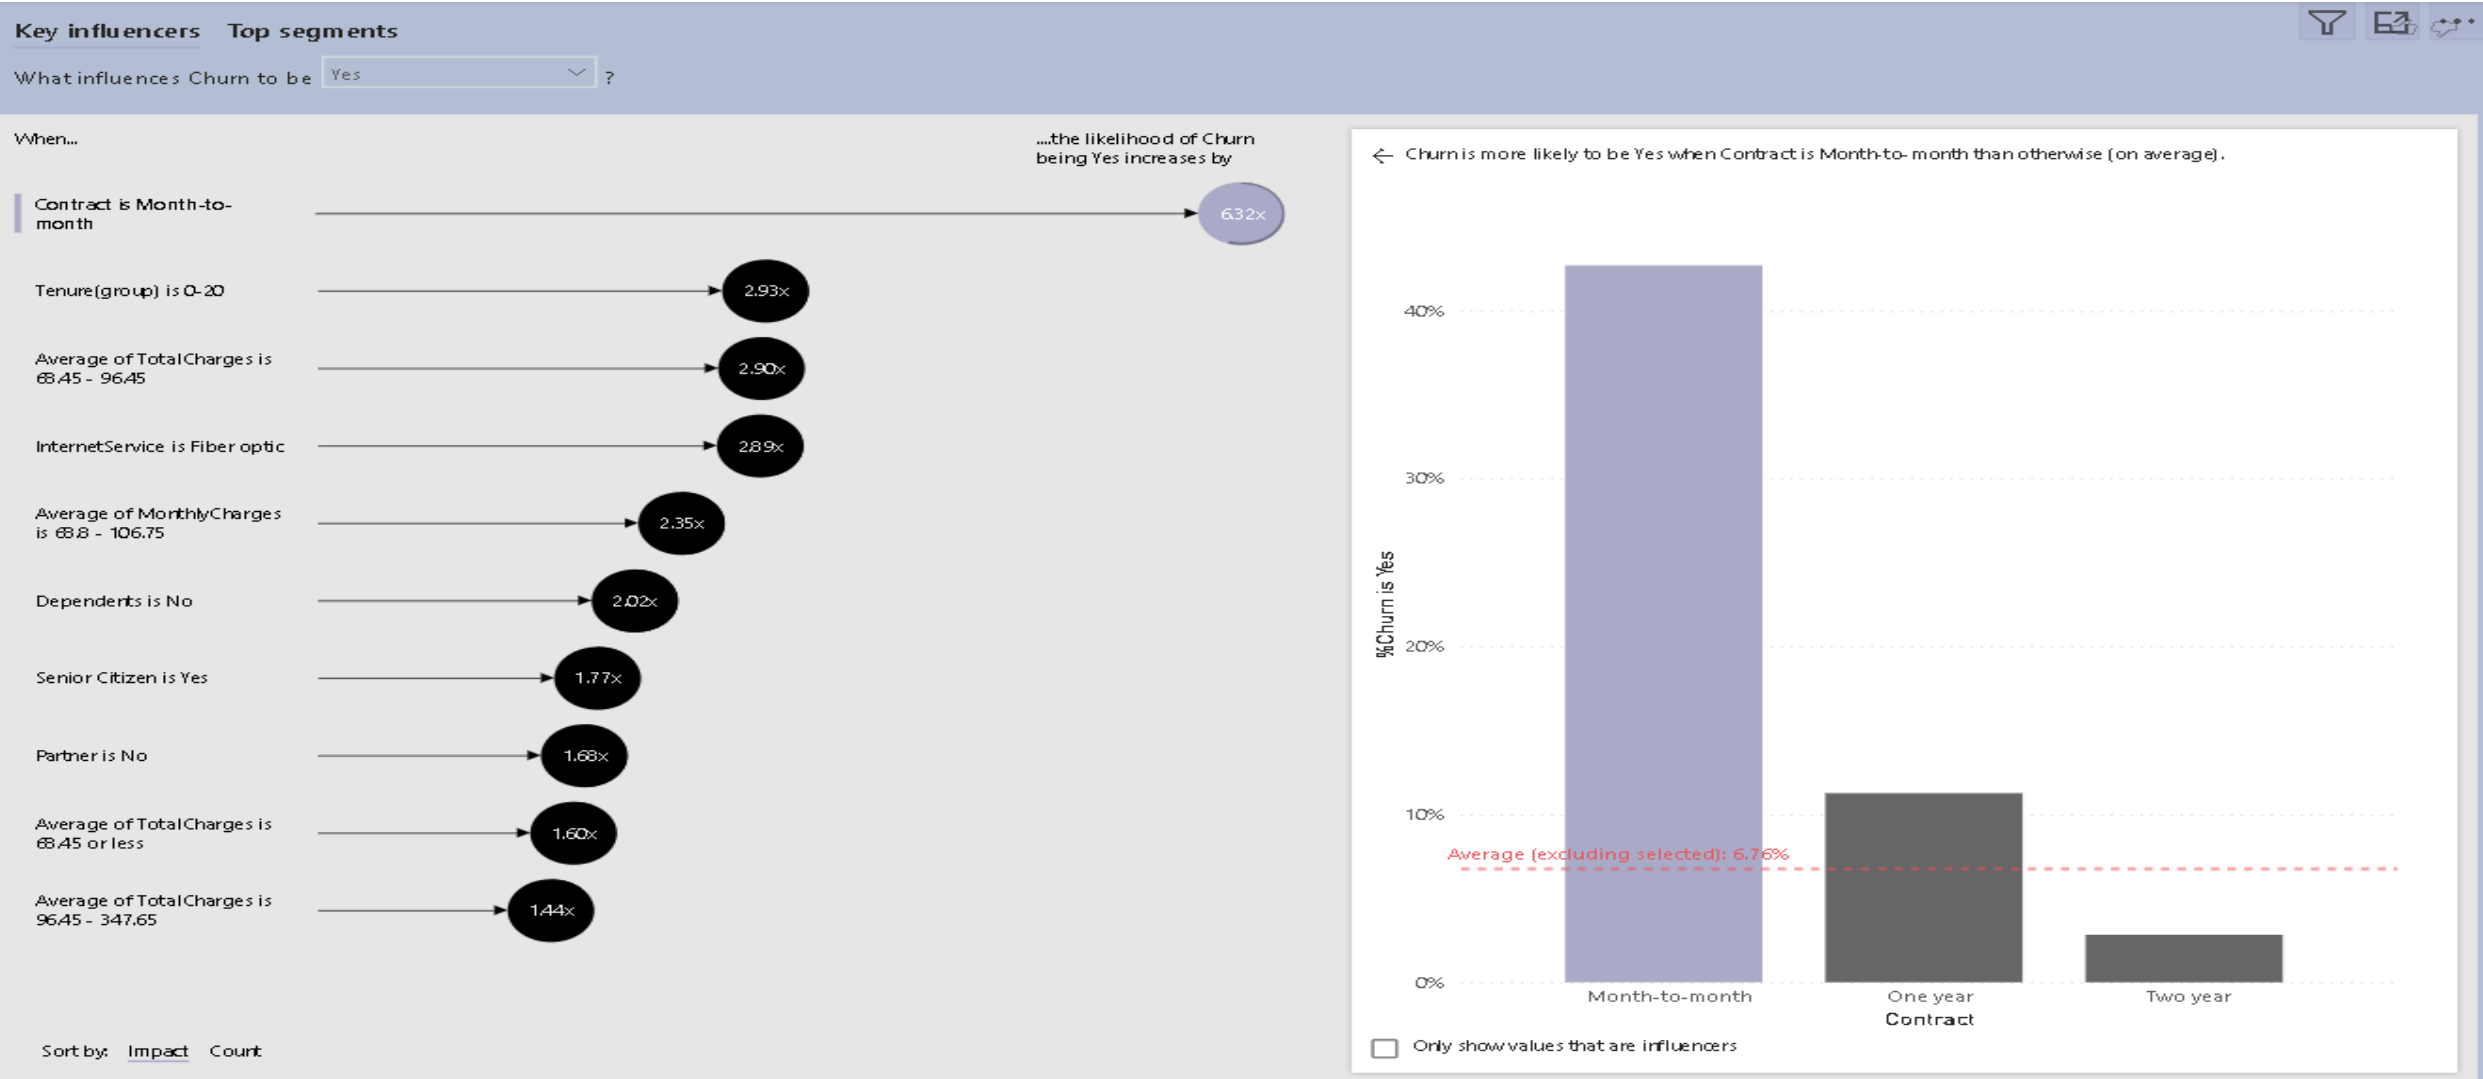 Key influencers Top segments
What influences Churn to be Yes ?
When...
....the likelihood of Churn
being Yes increases by
Contract is Month-to-
month
6.32x
Tenure(group) is 0-20
2.93x
Average of TotalCharges is
68.45 - 96.45
2.90x
InternetService is Fiber optic
2.89x
Average of MonthlyCharges
is 68.8 - 106.75
2.35x
Dependents is No
2.02x
Senior Citizen is Yes
1.77x
Partner is No
1.68x
Average of TotalCharges is
68.45 or less
1.60x
Average of TotalCharges is
96.45 - 347.65
1.44x
Sort by: Impact Count
← Churn is more likely to be Yes when Contract is Month-to-month than otherwise (on average).
40%
30%
20%
10%
0%
%Churn is Yes
Average (excluding selected): 6.76%
Month-to-month One year Two year
Contract
Only show values that are influencers